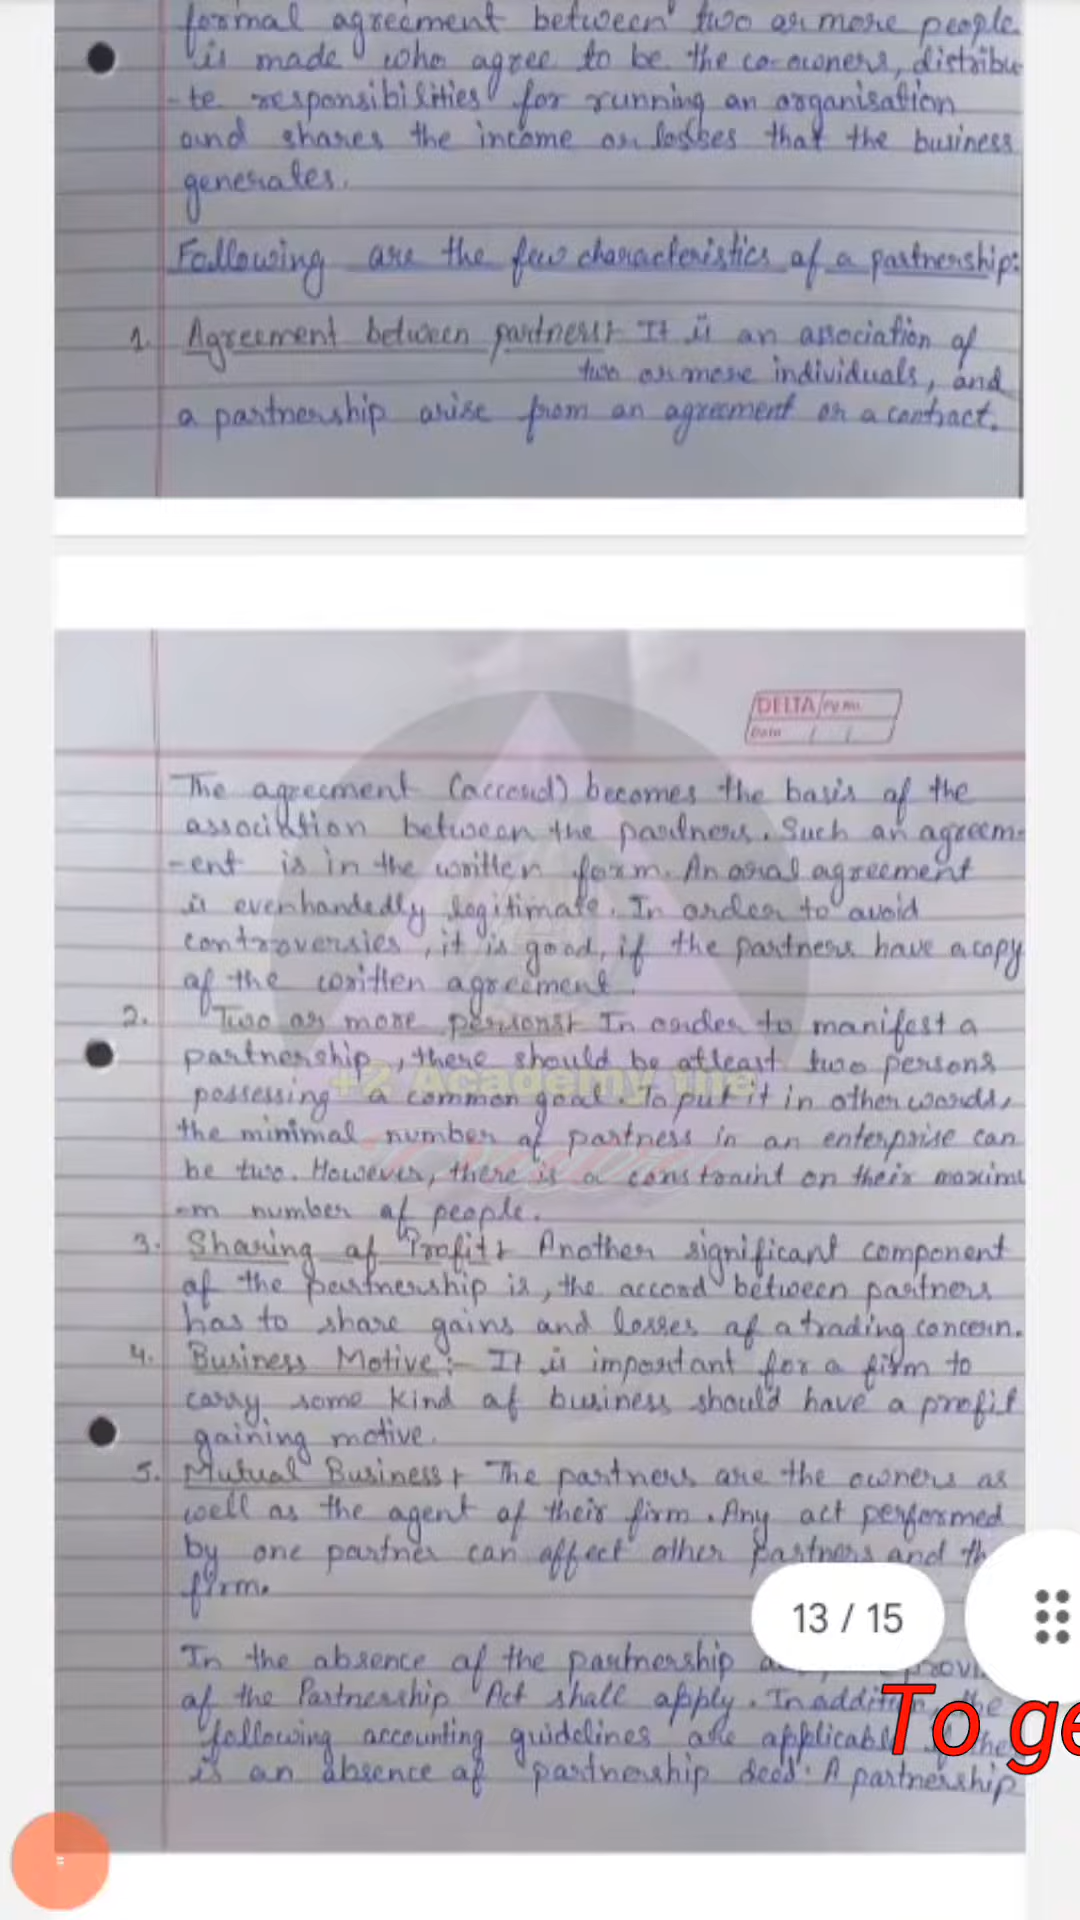 formal agreement between two or more people
is made who agree to be the co-owners, distribu-
-te responsibilities for running an organisation
and shares the income or losses that the business
generates.
Following are the few characteristics of a partnership:
1. Agreement between partners:- It is an association of
two or more individuals, and
a partnership arise from an agreement or a contract.
DELTA Pg No.
Date / /
The agreement (accord) becomes the basis of the
association between the partners. Such an agreem-
-ent is in the written form. An oral agreement
is evenhandedly legitimate. In order to avoid
controversies, it is good, if the partners have a copy
of the written agreement.
2. Two or more persons:- In order to manifest a
partnership, there should be atleast two persons
possessing a common goal. To put it in other words,
+2 Academy the
the minimal number of partness in an enterprise can
be two. However, there is a constraint on their maximu
-m number of people.
3. Sharing of Profit:- Another significant component
of the partnership is, the accord between partners
has to share gains and losses of a trading concern.
4. Business Motive:- It is important for a firm to
carry some kind of business should have a profit
gaining motive.
5. Mutual Business:- The partners are the owners as
well as the agent of their firm. Any act performed
by one partner can affect other partners and th
firm.
13 / 15
In the absence of the partnership provi
of the Partnership Act shall apply. In addition the
To ge
following accounting guidelines are applicable if the
is an absence of partnership deed. A partnership